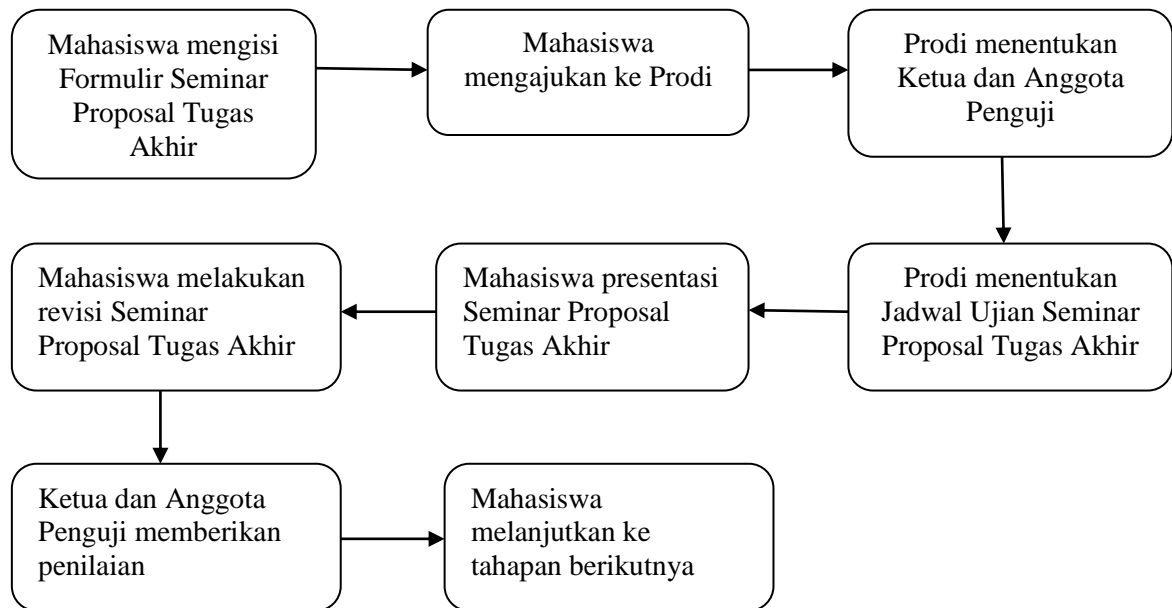 Mahasiswa mengisi
Formulir Seminar
Proposal Tugas
Akhir
Mahasiswa
mengajukan ke Prodi
Prodi menentukan
Ketua dan Anggota
Penguji
Prodi menentukan
Jadwal Ujian Seminar
Proposal Tugas Akhir
Mahasiswa presentasi
Seminar Proposal
Tugas Akhir
Mahasiswa melakukan
revisi Seminar
Proposal Tugas Akhir
Ketua dan Anggota
Penguji memberikan
penilaian
Mahasiswa
melanjutkan ke
tahapan berikutnya